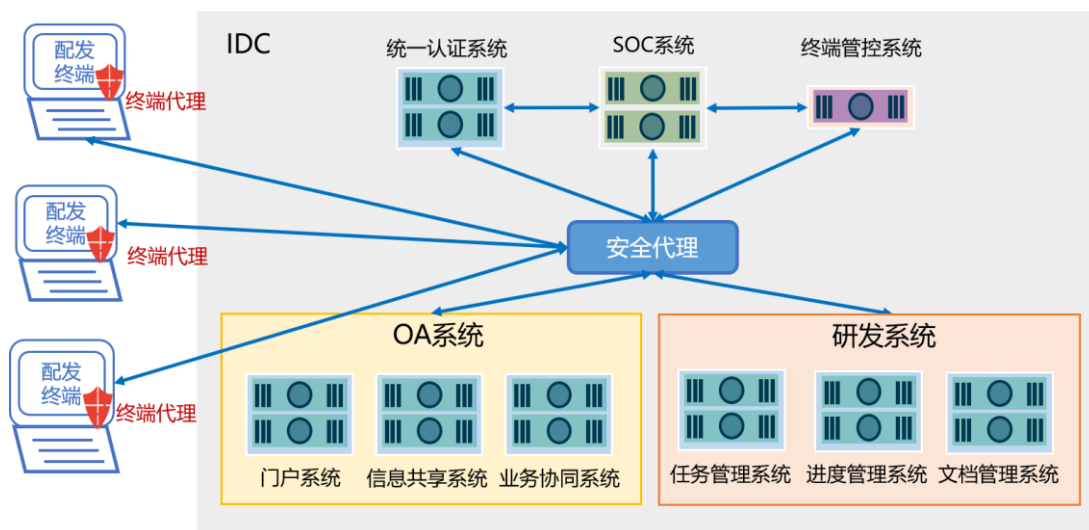 IDC
统一认证系统
SOC系统
终端管控系统
配发
终端
终端代理
配发
终端
终端代理
安全代理
配发
终端
终端代理
OA系统
门户系统
信息共享系统
业务协同系统
研发系统
任务管理系统
进度管理系统
文档管理系统